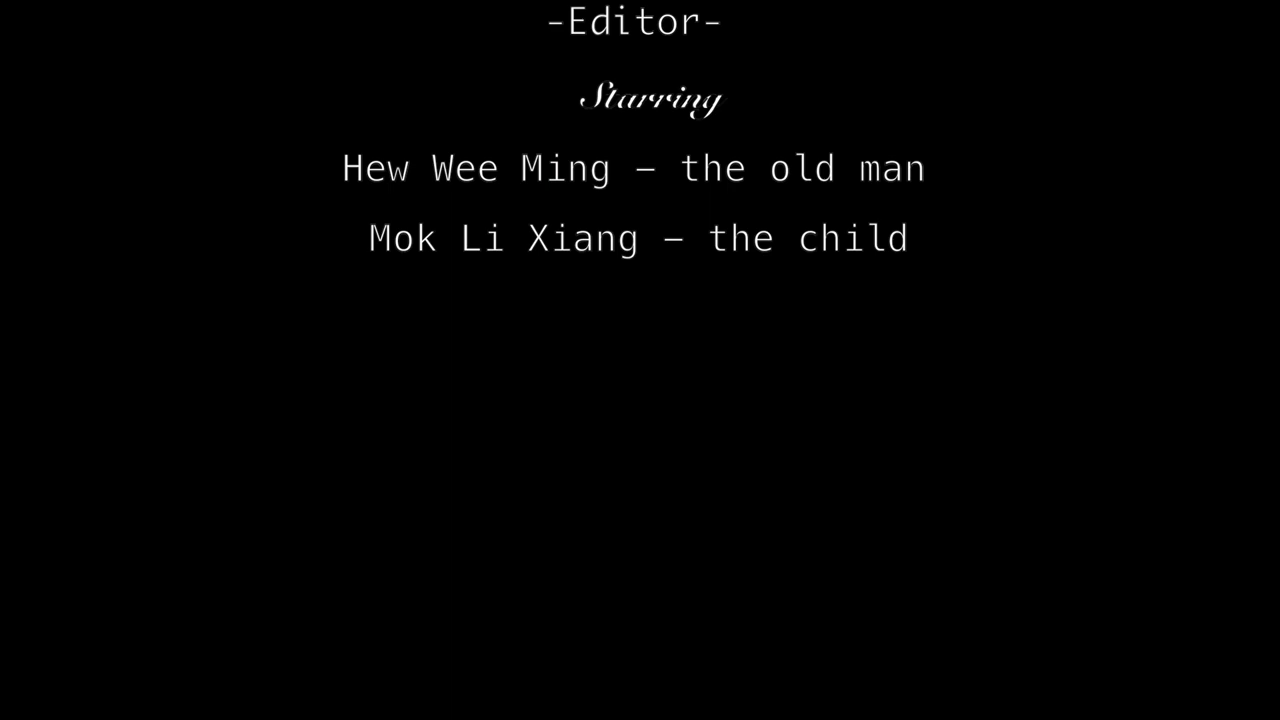 -Editor-
Starring
Hew Wee Ming – the old man
Mok Li Xiang – the child